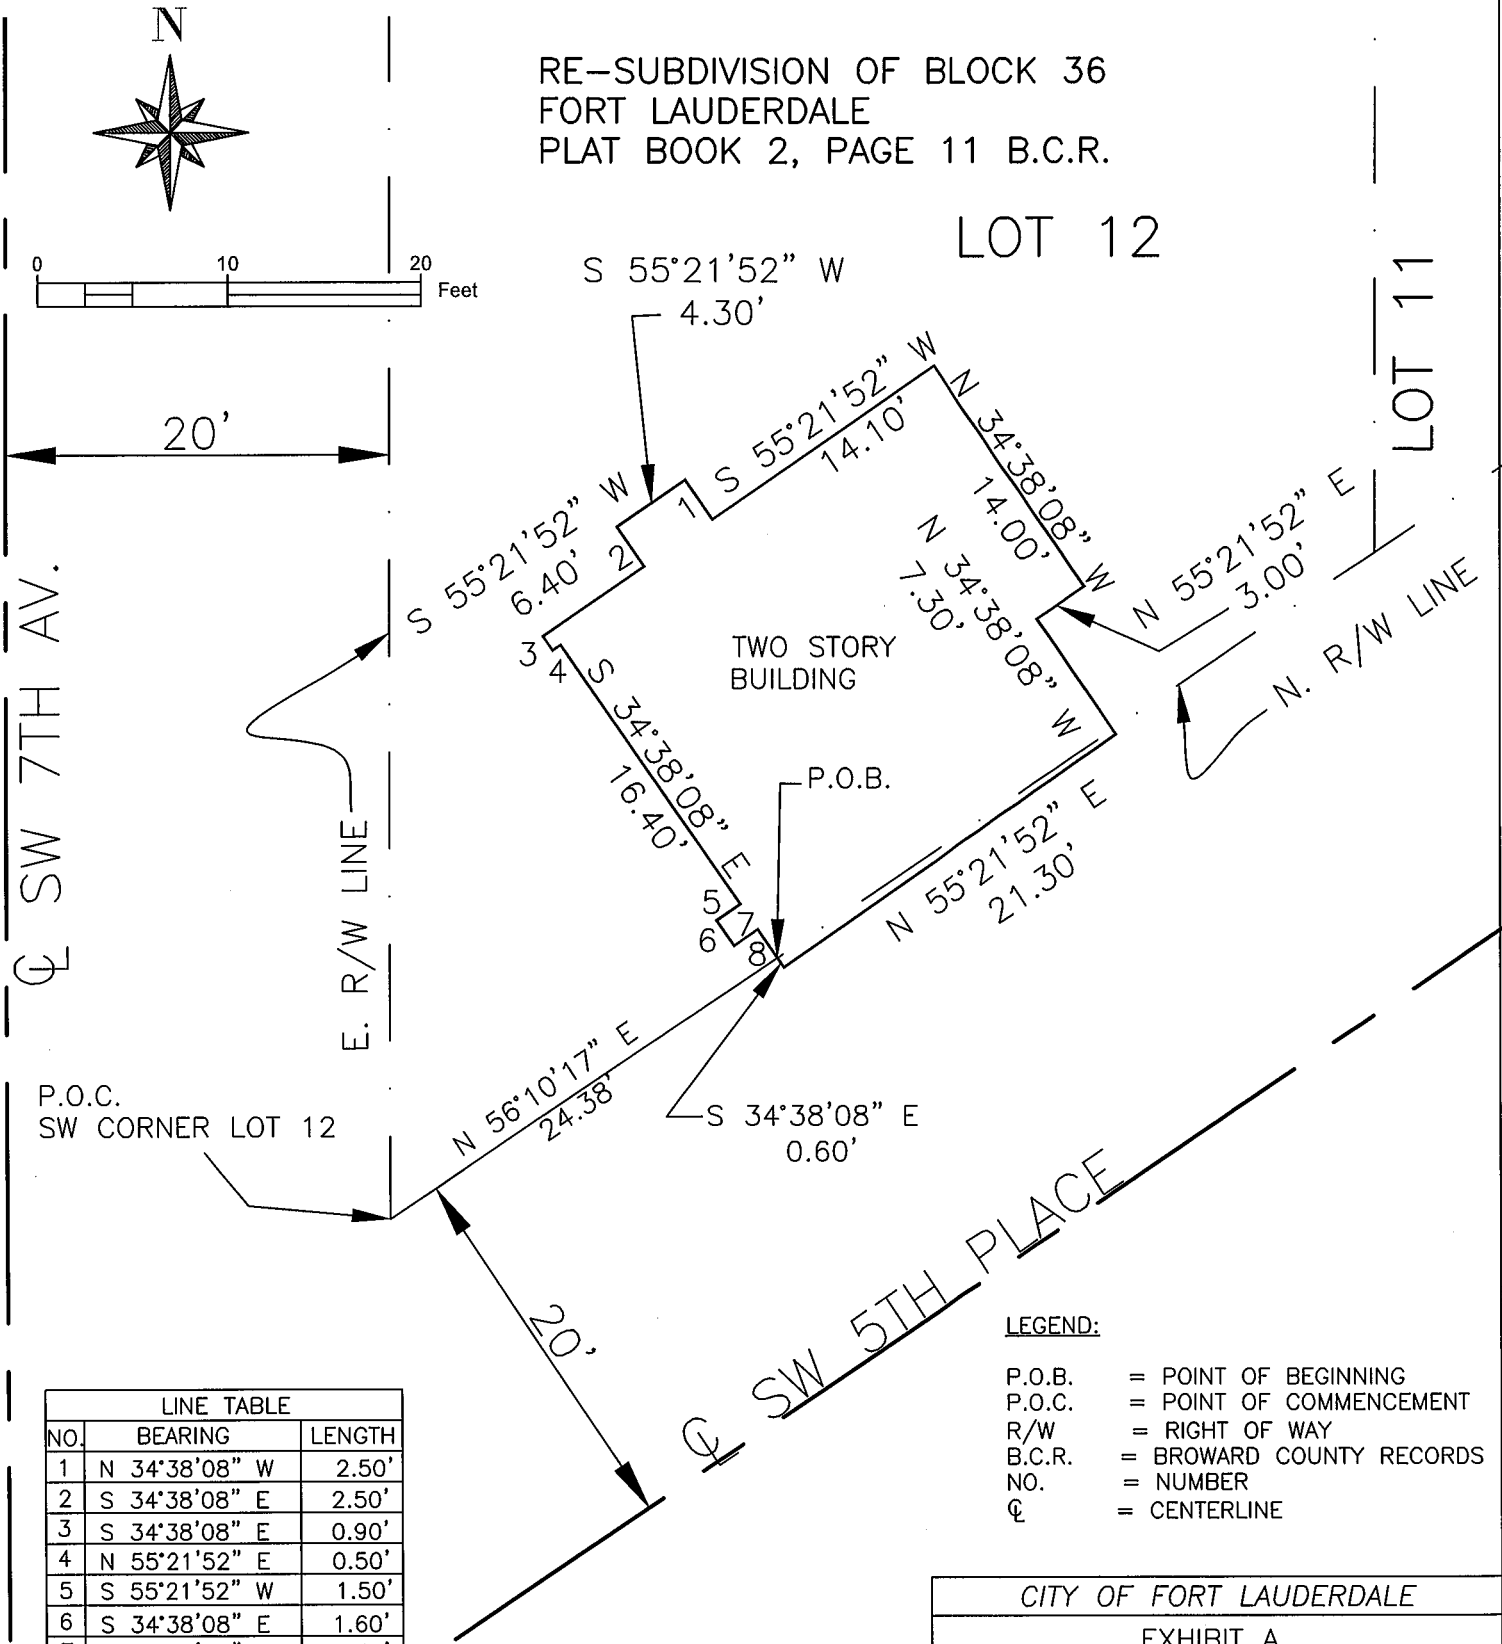 N
RE-SUBDIVISION OF BLOCK 36
FORT LAUDERDALE
PLAT BOOK 2, PAGE 11 B.C.R.
LOT 12
LOT 11
0 10 20
Feet
S 55°21'52" W
4.30'
20'
S 55°21'52" W
14.10'
N 34°38'08" W
14.00'
S 55°21'52" W
6.40'
1
2
3
4
N 34°38'08" W
7.30'
N 55°21'52" E
3.00'
N. R/W LINE
TWO STORY
BUILDING
S 34°38'08" E
16.40'
P.O.B.
5
6
7
8
N 55°21'52" E
21.30'
E. R/W LINE
℄ SW 7TH AV.
P.O.C.
SW CORNER LOT 12
N 56°10'17" E
24.38'
S 34°38'08" E
0.60'
20'
℄ SW 5TH PLACE
LEGEND:
P.O.B. = POINT OF BEGINNING
P.O.C. = POINT OF COMMENCEMENT
R/W = RIGHT OF WAY
B.C.R. = BROWARD COUNTY RECORDS
NO. = NUMBER
℄ = CENTERLINE
LINE TABLE
NO. BEARING LENGTH
1 N 34°38'08" W 2.50'
2 S 34°38'08" E 2.50'
3 S 34°38'08" E 0.90'
4 N 55°21'52" E 0.50'
5 S 55°21'52" W 1.50'
6 S 34°38'08" E 1.60'
CITY OF FORT LAUDERDALE
EXHIBIT A